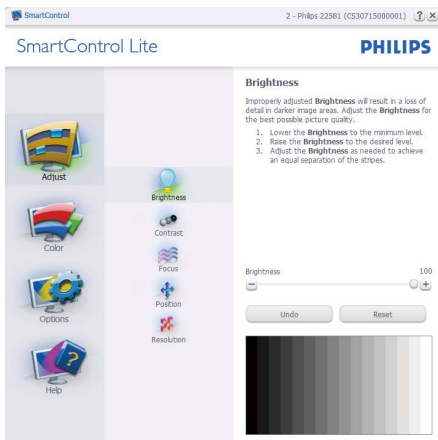 SmartControl
2 - Philips 225B1 (CS30715000001)
?
SmartControl Lite
PHILIPS
Adjust
Color
Options
Help
Brightness
Contrast
Focus
Position
Resolution
Brightness
Improperly adjusted Brightness will result in a loss of
detail in darker image areas. Adjust the Brightness for
the best possible picture quality.
1. Lower the Brightness to the minimum level.
2. Raise the Brightness to the desired level.
3. Adjust the Brightness as needed to achieve
an equal separation of the stripes.
Brightness 100
Undo Reset